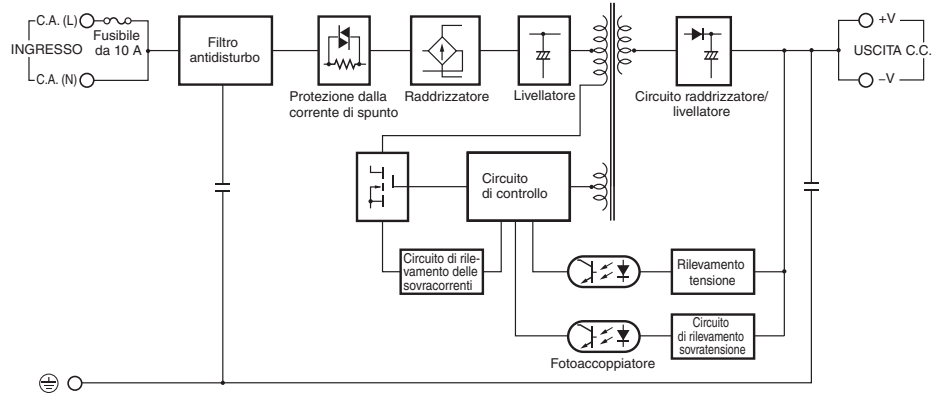 C.A. (L)
Fusibile
da 10 A
INGRESSO
C.A. (N)
Filtro
antidisturbo
Protezione dalla
corrente di spunto
Raddrizzatore
Livellatore
Circuito raddrizzatore/
livellatore
+V
USCITA C.C.
–V
Circuito
di controllo
Circuito di rile-
vamento delle
sovracorrenti
Rilevamento
tensione
Circuito
di rilevamento
sovratensione
Fotoaccoppiatore